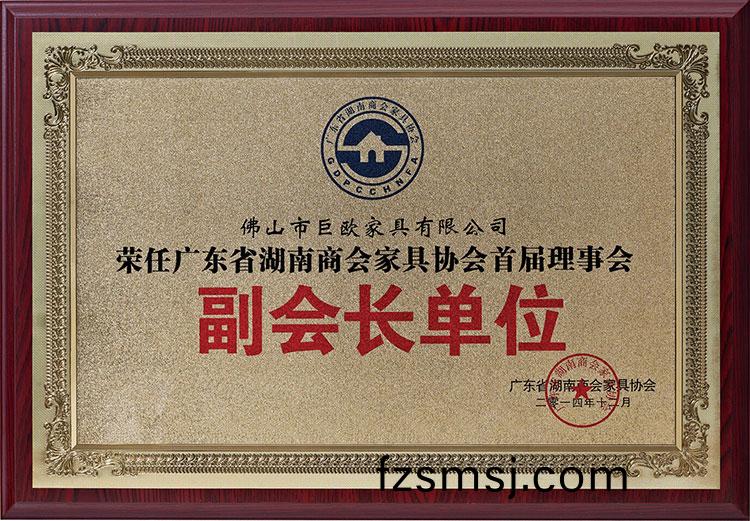 广东省湖南商会家具协会
GDPCCHNFA
佛山市巨欧家具有限公司
荣任广东省湖南商会家具协会首届理事会
副会长单位
广东省湖南商会家具协会
二零一四年十二月
fzsmsj.com